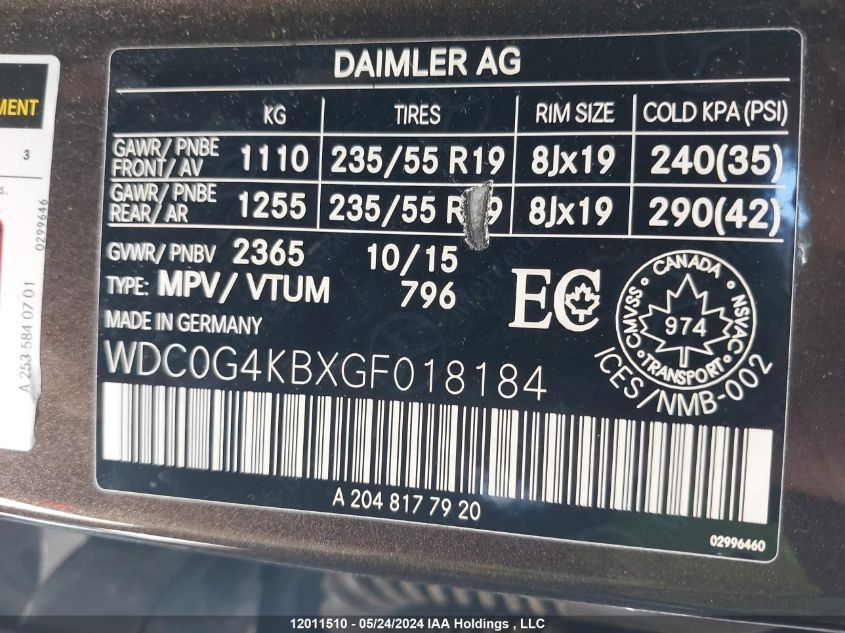 DAIMLER AG
KG TIRES RIM SIZE COLD KPA (PSI)
GAWR/ PNBE FRONT/ AV 1110 235/55 R19 8Jx19 240(35)
GAWR/ PNBE REAR/ AR 1255 235/55 R 9 8Jx19 290(42)
GVWR/ PNBV 2365 10/15
TYPE: MPV/ VTUM 796
MADE IN GERMANY
WDC0G4KBXGF018184
EC
CANADA
CMVSS 974 NSVAC
TRANSPORT
ICES/NMB-002
A 204 817 79 20
02996460
MENT
3
s.
0299646
A 253 584 07 01
12011510 - 05/24/2024 IAA Holdings , LLC